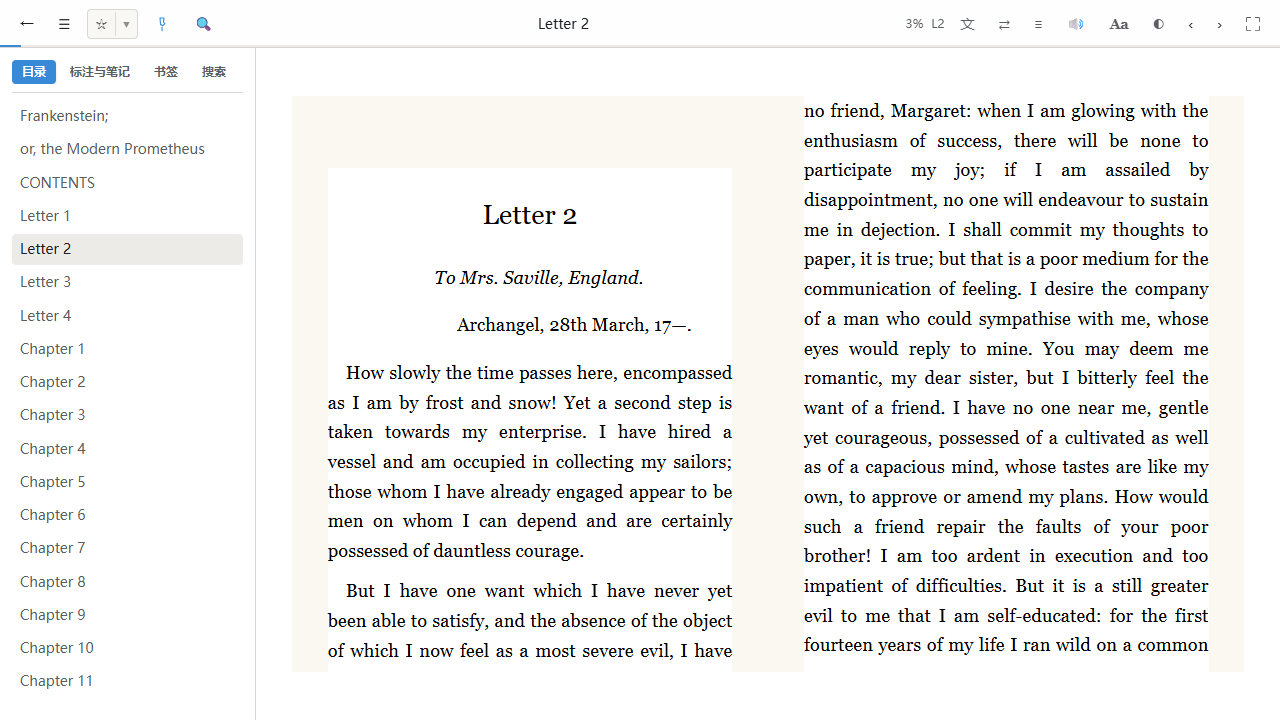 Letter 2
3% L2
文
Aa
目录 标注与笔记 书签 搜索
Frankenstein;
or, the Modern Prometheus
CONTENTS
Letter 1
Letter 2
Letter 3
Letter 4
Chapter 1
Chapter 2
Chapter 3
Chapter 4
Chapter 5
Chapter 6
Chapter 7
Chapter 8
Chapter 9
Chapter 10
Chapter 11
Letter 2
To Mrs. Saville, England.
Archangel, 28th March, 17—.
How slowly the time passes here, encompassed
as I am by frost and snow! Yet a second step is
taken towards my enterprise. I have hired a
vessel and am occupied in collecting my sailors;
those whom I have already engaged appear to be
men on whom I can depend and are certainly
possessed of dauntless courage.
But I have one want which I have never yet
been able to satisfy, and the absence of the object
of which I now feel as a most severe evil, I have
no friend, Margaret: when I am glowing with the
enthusiasm of success, there will be none to
participate my joy; if I am assailed by
disappointment, no one will endeavour to sustain
me in dejection. I shall commit my thoughts to
paper, it is true; but that is a poor medium for the
communication of feeling. I desire the company
of a man who could sympathise with me, whose
eyes would reply to mine. You may deem me
romantic, my dear sister, but I bitterly feel the
want of a friend. I have no one near me, gentle
yet courageous, possessed of a cultivated as well
as of a capacious mind, whose tastes are like my
own, to approve or amend my plans. How would
such a friend repair the faults of your poor
brother! I am too ardent in execution and too
impatient of difficulties. But it is a still greater
evil to me that I am self-educated: for the first
fourteen years of my life I ran wild on a common